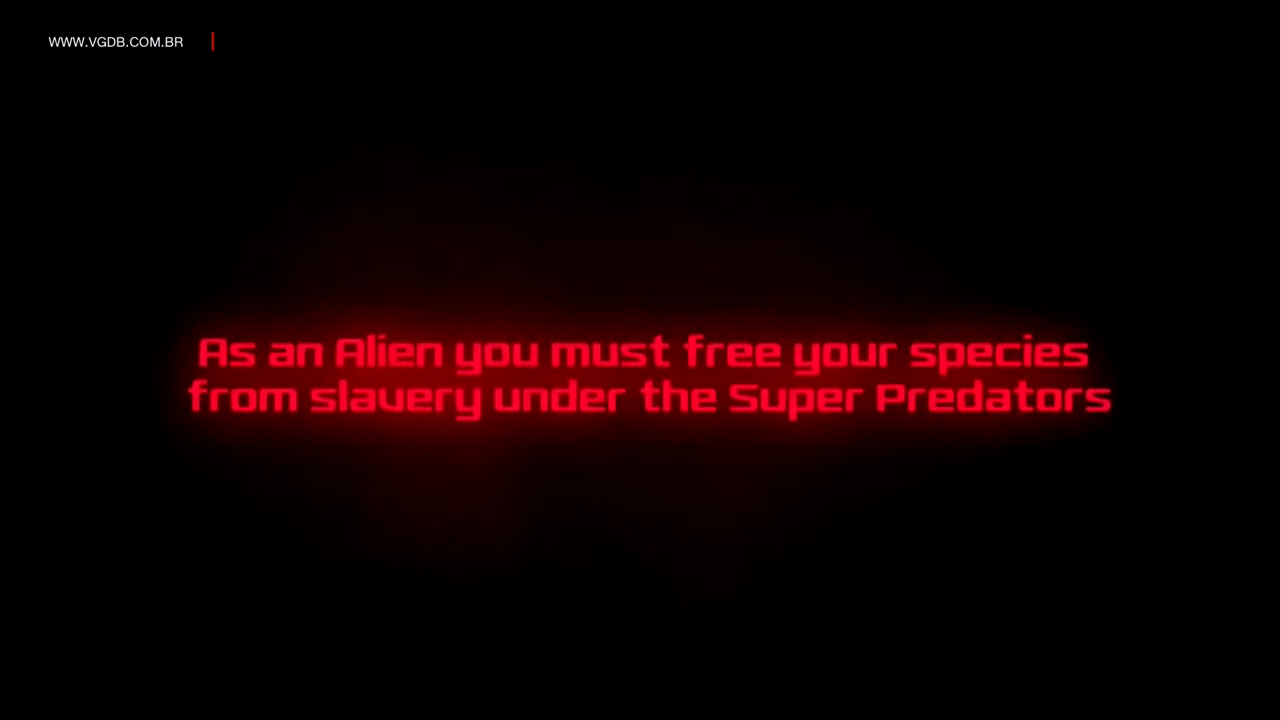 WWW.VGDB.COM.BR
As an Alien you must free your species
from slavery under the Super Predators